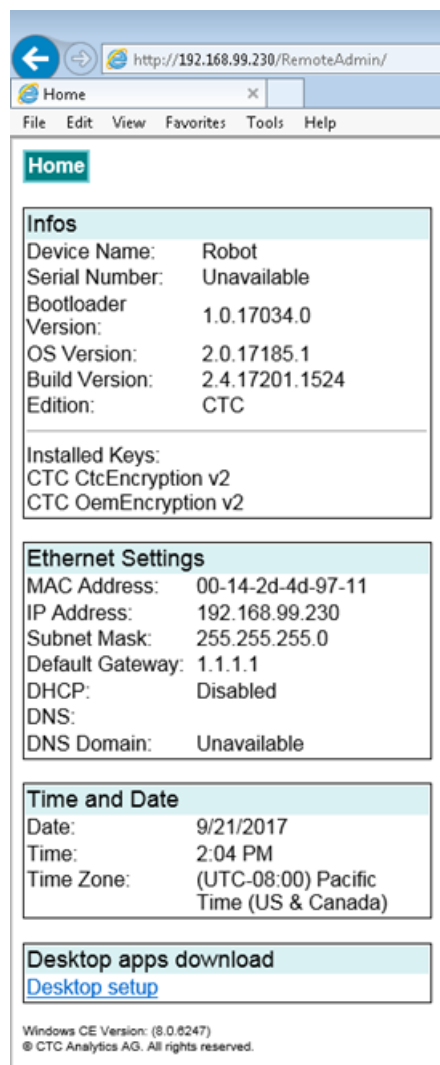 http://192.168.99.230/RemoteAdmin/
Home
File Edit View Favorites Tools Help
Home
Infos
Device Name: Robot
Serial Number: Unavailable
Bootloader
Version: 1.0.17034.0
OS Version: 2.0.17185.1
Build Version: 2.4.17201.1524
Edition: CTC
Installed Keys:
CTC CtcEncryption v2
CTC OemEncryption v2
Ethernet Settings
MAC Address: 00-14-2d-4d-97-11
IP Address: 192.168.99.230
Subnet Mask: 255.255.255.0
Default Gateway: 1.1.1.1
DHCP: Disabled
DNS:
DNS Domain: Unavailable
Time and Date
Date: 9/21/2017
Time: 2:04 PM
Time Zone: (UTC-08:00) Pacific
Time (US & Canada)
Desktop apps download
Desktop setup
Windows CE Version: (8.0.6247)
© CTC Analytics AG. All rights reserved.